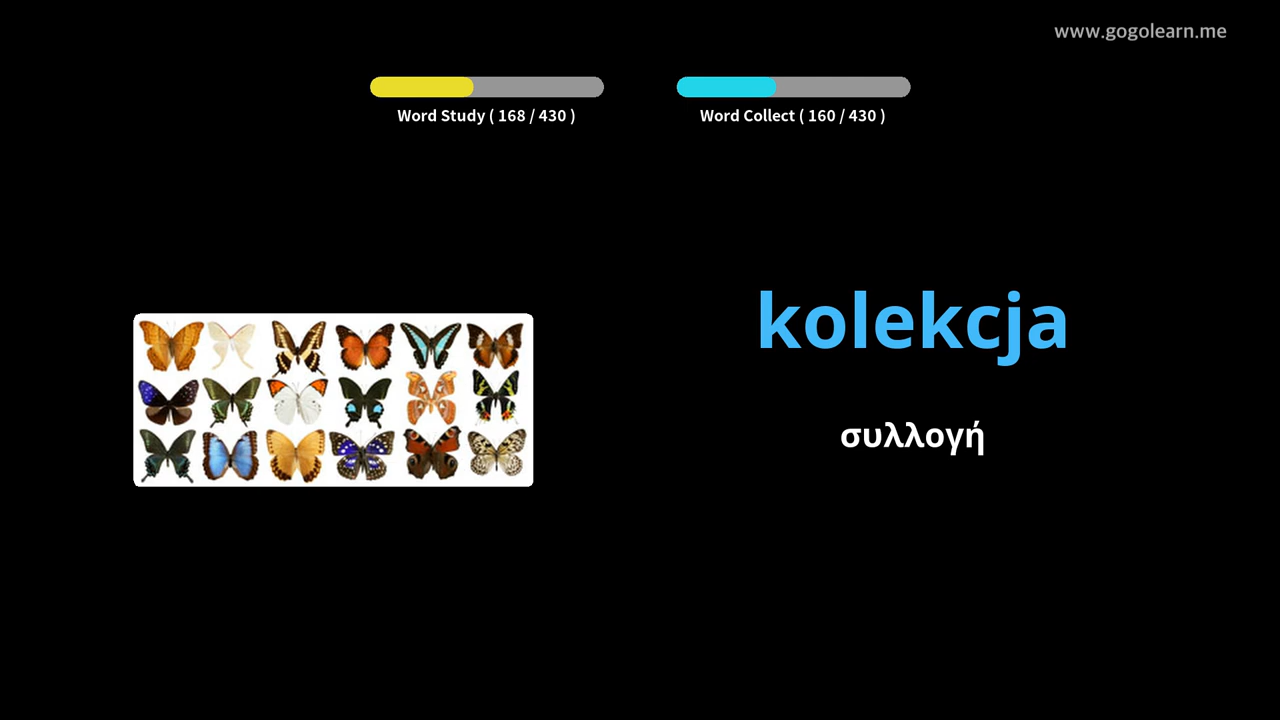 www.gogolearn.me
Word Study ( 168 / 430 )
Word Collect ( 160 / 430 )
kolekcja
συλλογή